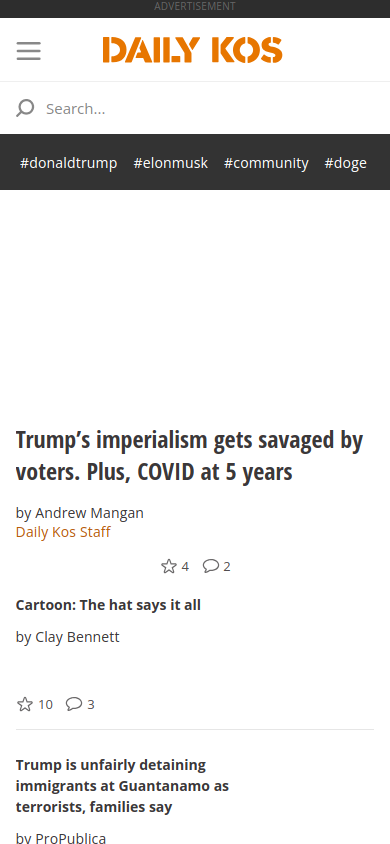 ADVERTISEMENT
DAILY KOS
Search...
#donaldtrump #elonmusk #community #doge
Trump’s imperialism gets savaged by
voters. Plus, COVID at 5 years
by Andrew Mangan
Daily Kos Staff
4 2
Cartoon: The hat says it all
by Clay Bennett
10 3
Trump is unfairly detaining
immigrants at Guantanamo as
terrorists, families say
by ProPublica